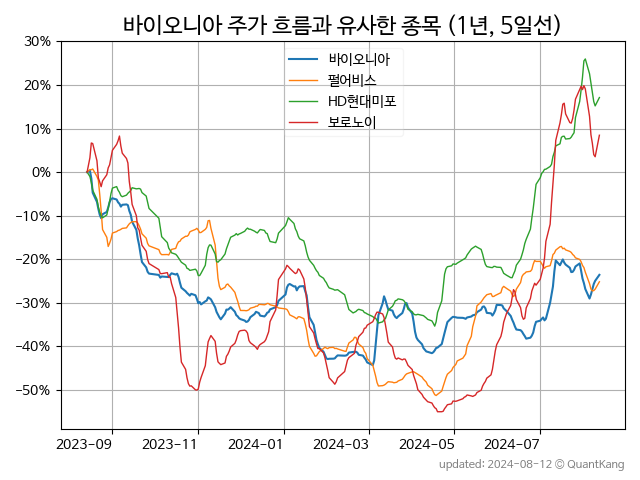 바이오니아 주가 흐름과 유사한 종목 (1년, 5일선)
30%
20%
10%
0%
−10%
−20%
−30%
−40%
−50%
바이오니아
펄어비스
HD현대미포
보로노이
2023-09 2023-11 2024-01 2024-03 2024-05 2024-07
updated: 2024-08-12 © QuantKang